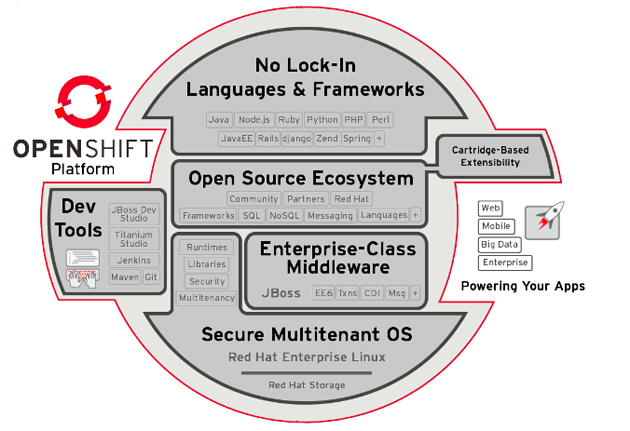 No Lock-In
Languages & Frameworks
Java Node.js Ruby Python PHP Perl
JavaEE Rails django Zend Spring +
OPENSHIFT
Platform
Cartridge-Based
Extensibility
Open Source Ecosystem
Community Partners Red Hat
Frameworks SQL NoSQL Messaging Languages +
Dev
Tools
JBoss Dev
Studio
Titanium
Studio
Jenkins
Maven Git
Runtimes
Libraries
Security
Multitenancy
Enterprise-Class
Middleware
JBoss EE6 Txns CDI Msg +
Web
Mobile
Big Data
Enterprise
Powering Your Apps
Secure Multitenant OS
Red Hat Enterprise Linux
Red Hat Storage